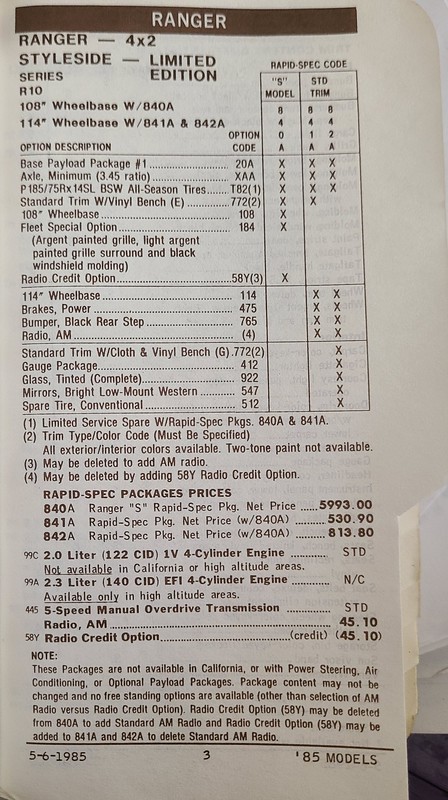 RANGER
RANGER — 4x2
STYLESIDE — LIMITED EDITION
SERIES
R10
108" Wheelbase W/840A
114" Wheelbase W/841A & 842A
RAPID-SPEC CODE
"S" MODEL STD TRIM
8 8 8
4 4 4
0 1 2
A A A
OPTION DESCRIPTION OPTION CODE
Base Payload Package #1 20A X X X
Axle, Minimum (3.45 ratio) XAA X X X
P185/75Rx14SL BSW All-Season Tires T82(1) X X X
Standard Trim W/Vinyl Bench (E) 772(2) X X
108" Wheelbase 108 X
Fleet Special Option 184 X
(Argent painted grille, light argent
painted grille surround and black
windshield molding)
Radio Credit Option 58Y(3) X
114" Wheelbase 114 X X
Brakes, Power 475 X X
Bumper, Black Rear Step 765 X X
Radio, AM (4) X X
Standard Trim W/Cloth & Vinyl Bench (G) .772(2) X
Gauge Package 412 X
Glass, Tinted (Complete) 922 X
Mirrors, Bright Low-Mount Western 547 X
Spare Tire, Conventional 512 X
(1) Limited Service Spare W/Rapid-Spec Pkgs. 840A & 841A.
(2) Trim Type/Color Code (Must Be Specified)
All exterior/interior colors available. Two-tone paint not available.
(3) May be deleted to add AM radio.
(4) May be deleted by adding 58Y Radio Credit Option.
RAPID-SPEC PACKAGES PRICES
840A Ranger "S" Rapid-Spec Pkg. Net Price ..... 5993.00
841A Rapid-Spec Pkg. Net Price (w/840A) ......... 530.90
842A Rapid-Spec Pkg. Net Price (w/840A) ......... 813.80
99C 2.0 Liter (122 CID) 1V 4-Cylinder Engine ........... STD
Not available in California or high altitude areas.
99A 2.3 Liter (140 CID) EFI 4-Cylinder Engine ........... N/C
Available only in high altitude areas.
445 5-Speed Manual Overdrive Transmission ........... STD
Radio, AM ........... 45.10
58Y Radio Credit Option ........... (credit) (45.10)
NOTE:
These Packages are not available in California, or with Power Steering, Air
Conditioning, or Optional Payload Packages. Package content may not be
changed and no free standing options are available (other than selection of AM
Radio versus Radio Credit Option). Radio Credit Option (58Y) may be deleted
from 840A to add Standard AM Radio and Radio Credit Option (58Y) may be
added to 841A and 842A to delete Standard AM Radio.
5-6-1985 3 '85 MODELS